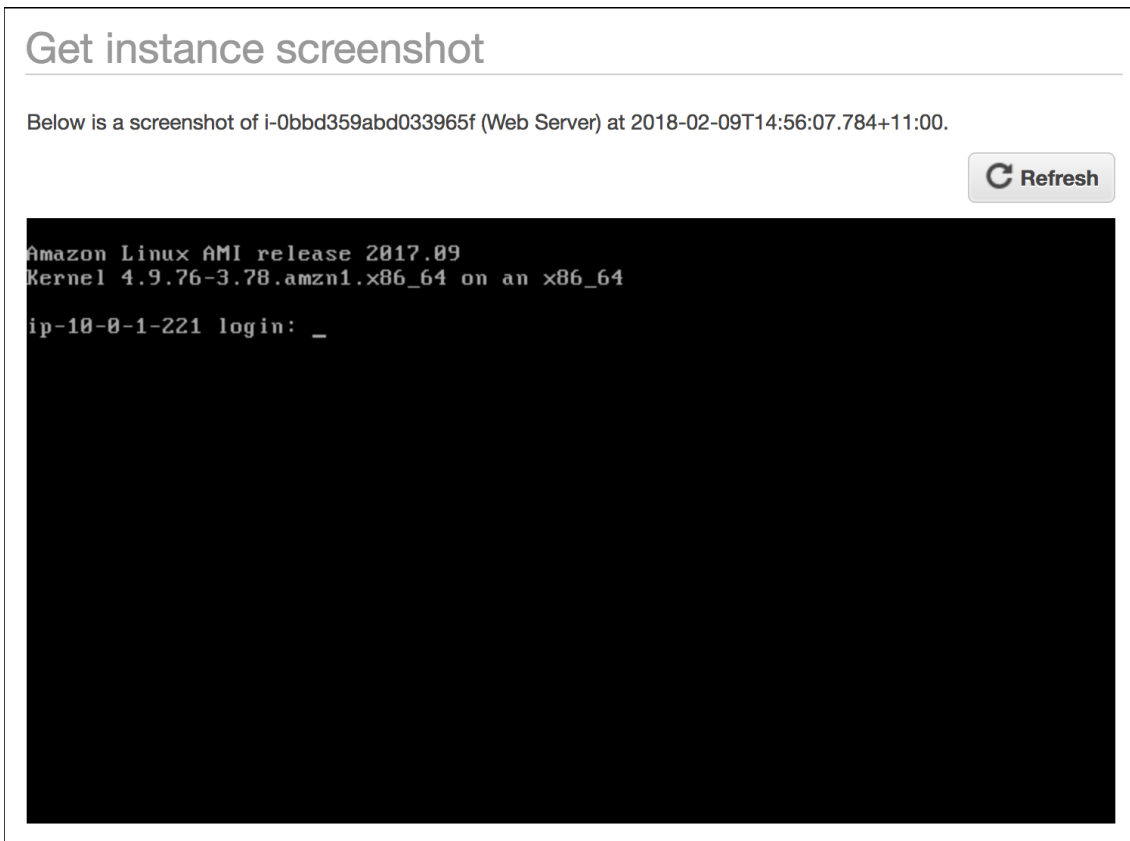 Get instance screenshot
Below is a screenshot of i-0bbd359abd033965f (Web Server) at 2018-02-09T14:56:07.784+11:00.
Refresh
Amazon Linux AMI release 2017.09
Kernel 4.9.76-3.78.amzn1.x86_64 on an x86_64
ip-10-0-1-221 login: _